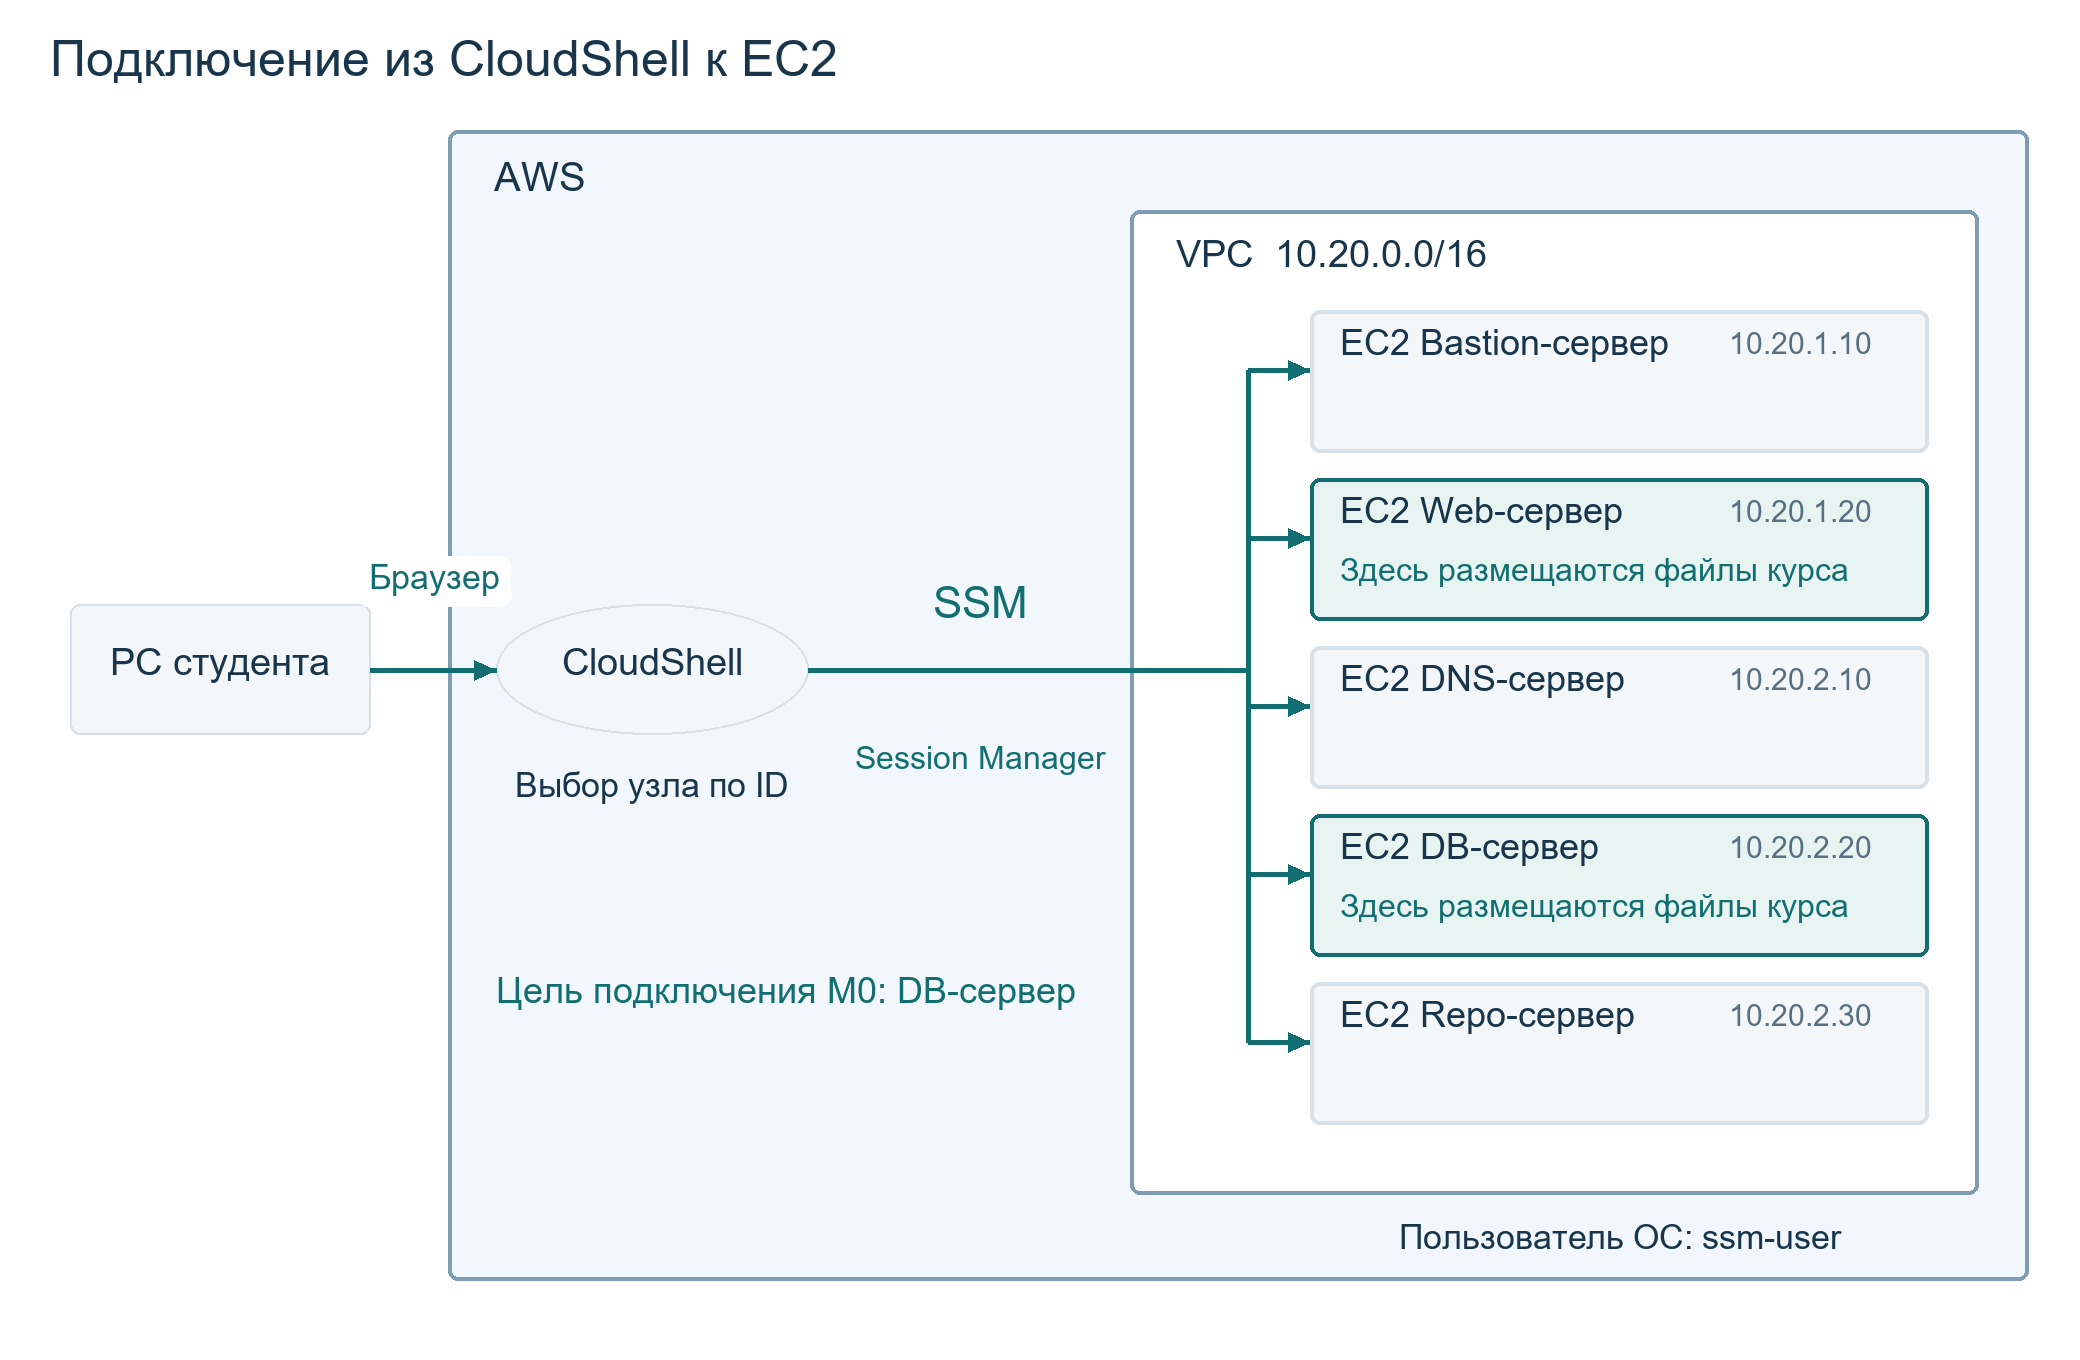 Подключение из CloudShell к EC2
AWS
VPC 10.20.0.0/16
EC2 Bastion-сервер 10.20.1.10
EC2 Web-сервер 10.20.1.20
Здесь размещаются файлы курса
Браузер
SSM
PC студента
CloudShell
EC2 DNS-сервер 10.20.2.10
Session Manager
Выбор узла по ID
EC2 DB-сервер 10.20.2.20
Здесь размещаются файлы курса
Цель подключения M0: DB-сервер
EC2 Repo-сервер 10.20.2.30
Пользователь ОС: ssm-user